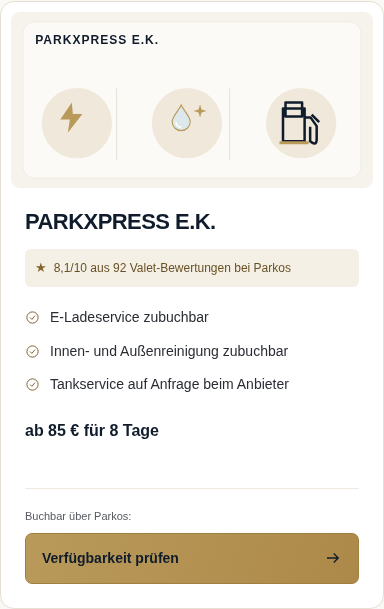 PARKXPRESS E.K.
PARKXPRESS E.K.
★ 8,1/10 aus 92 Valet-Bewertungen bei Parkos
E-Ladeservice zubuchbar
Innen- und Außenreinigung zubuchbar
Tankservice auf Anfrage beim Anbieter
ab 85 € für 8 Tage
Buchbar über Parkos:
Verfügbarkeit prüfen →